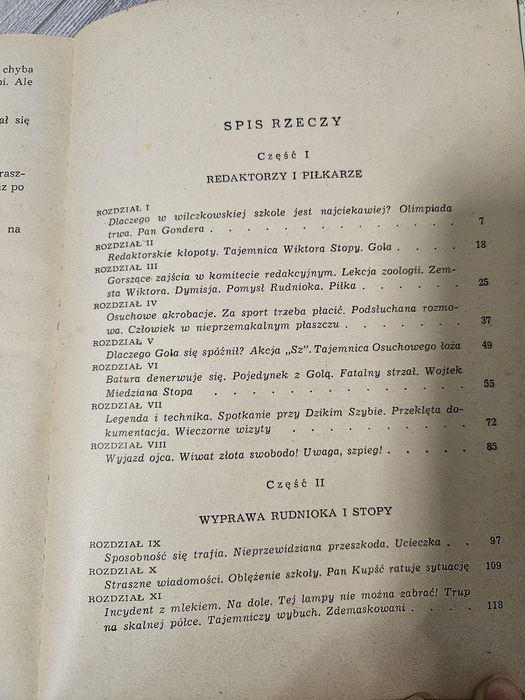 chyba
Ale
się
na
SPIS RZECZY
Część I
REDAKTORZY I PIŁKARZE
ROZDZIAŁ I
Dlaczego w wilczkowskiej szkole jest najciekawiej? Olimpiada
trwa. Pan Gondera . . . . . . . . . . . . . 7
ROZDZIAŁ II
Redaktorskie kłopoty. Tajemnica Wiktora Stopy. Gola . . . . 18
ROZDZIAŁ III
Gorszące zajścia w komitecie redakcyjnym. Lekcja zoologii. Zem-
sta Wiktora. Dymisja. Pomysł Rudnioka. Piłka . . . . . . 25
ROZDZIAŁ IV
Osuchowe akrobacje. Za sport trzeba płacić. Podsłuchana rozmo-
wa. Człowiek w nieprzemakalnym płaszczu . . . . . . . 37
ROZDZIAŁ V
Dlaczego Gola się spóźnił? Akcja „Sz”. Tajemnica Osuchowego łoża 49
ROZDZIAŁ VI
Batura denerwuje się. Pojedynek z Golą. Fatalny strzał. Wojtek
Miedziana Stopa . . . . . . . . . . . . . 55
ROZDZIAŁ VII
Legenda i technika. Spotkanie przy Dzikim Szybie. Przeklęta do-
kumentacja. Wieczorne wizyty . . . . . . . . . 72
ROZDZIAŁ VIII
Wyjazd ojca. Wiwat złota swobodo! Uwaga, szpieg! . . . . . 85
Część II
WYPRAWA RUDNIOKA I STOPY
ROZDZIAŁ IX
Sposobność się trafia. Nieprzewidziana przeszkoda. Ucieczka . . 97
ROZDZIAŁ X
Straszne wiadomości. Oblężenie szkoły. Pan Kupść ratuje sytuację 109
ROZDZIAŁ XI
Incydent z mlekiem. Na dole. Tej lampy nie można zabrać! Trup
na skalnej półce. Tajemniczy wybuch. Zdemaskowani . . . . 118